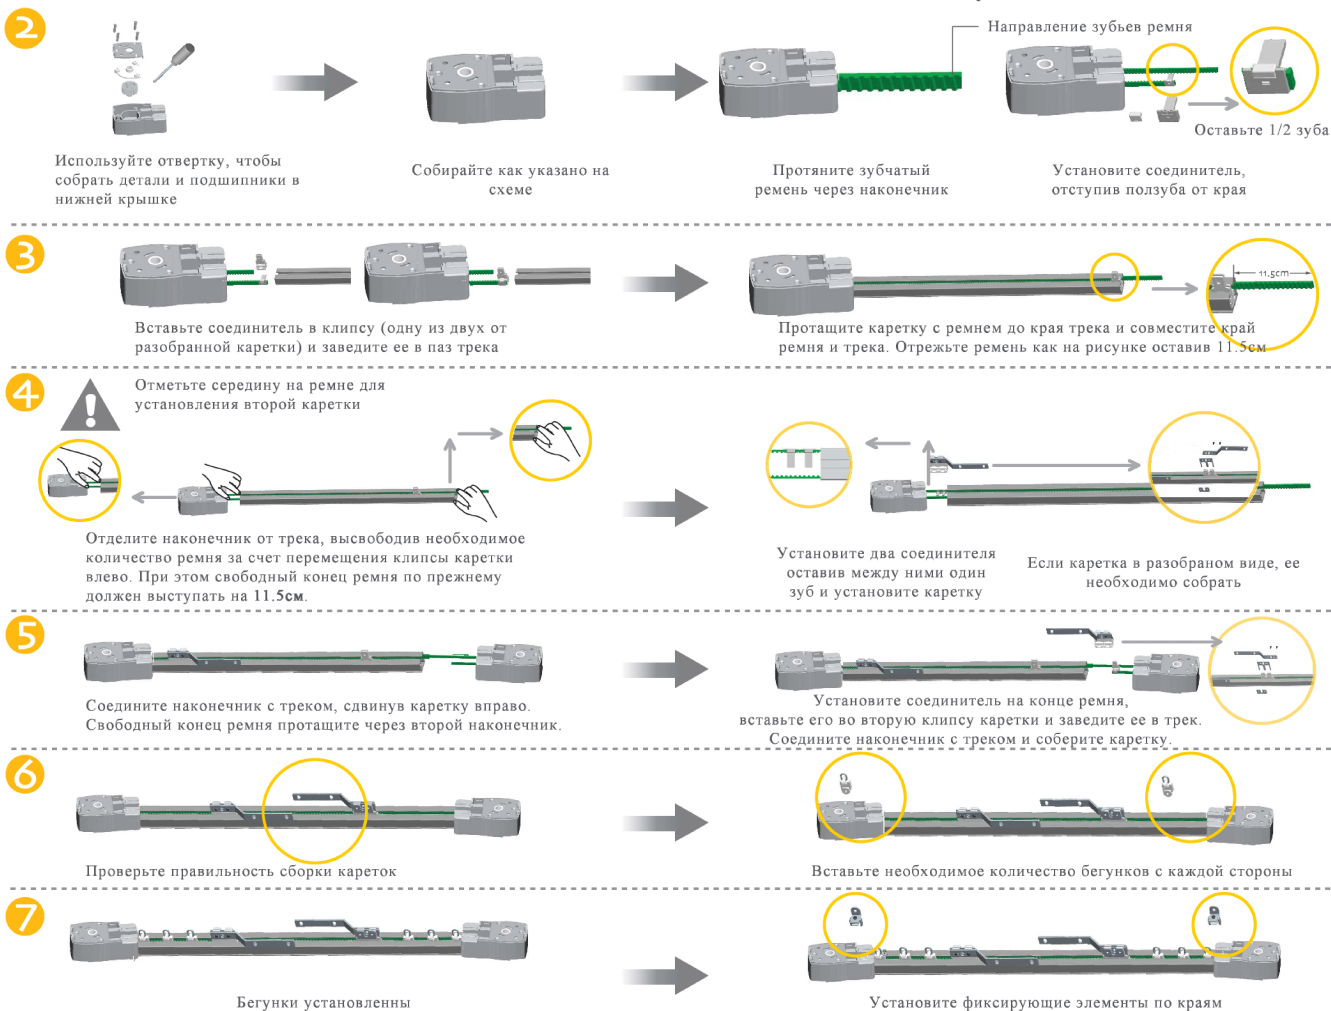 2
Направление зубьев ремня
Оставьте 1/2 зуба
Используйте отвертку, чтобы
собрать детали и подшипники в
нижней крышке
Собирайте как указано на
схеме
Протяните зубчатый
ремень через наконечник
Установите соединитель,
отступив ползуба от края
3
11.5cm
Вставьте соединитель в клипсу (одну из двух от
разобранной каретки) и заведите ее в паз трека
Протащите каретку с ремнем до края трека и совместите край
ремня и трека. Отрежьте ремень как на рисунке оставив 11.5см
4
Отметьте середину на ремне для
установления второй каретки
Отделите наконечник от трека, высвободив необходимое
количество ремня за счет перемещения клипсы каретки
влево. При этом свободный конец ремня по прежнему
должен выступать на 11.5см.
Установите два соединителя
оставив между ними один
зуб и установите каретку
Если каретка в разобраном виде, ее
необходимо собрать
5
Соедините наконечник с треком, сдвинув каретку вправо.
Свободный конец ремня протащите через второй наконечник.
Установите соединитель на конце ремня,
вставьте его во вторую клипсу каретки и заведите ее в трек.
Соедините наконечник с треком и соберите каретку.
6
Проверьте правильность сборки кареток
Вставьте необходимое количество бегунков с каждой стороны
7
Бегунки установленны
Установите фиксирующие элементы по краям